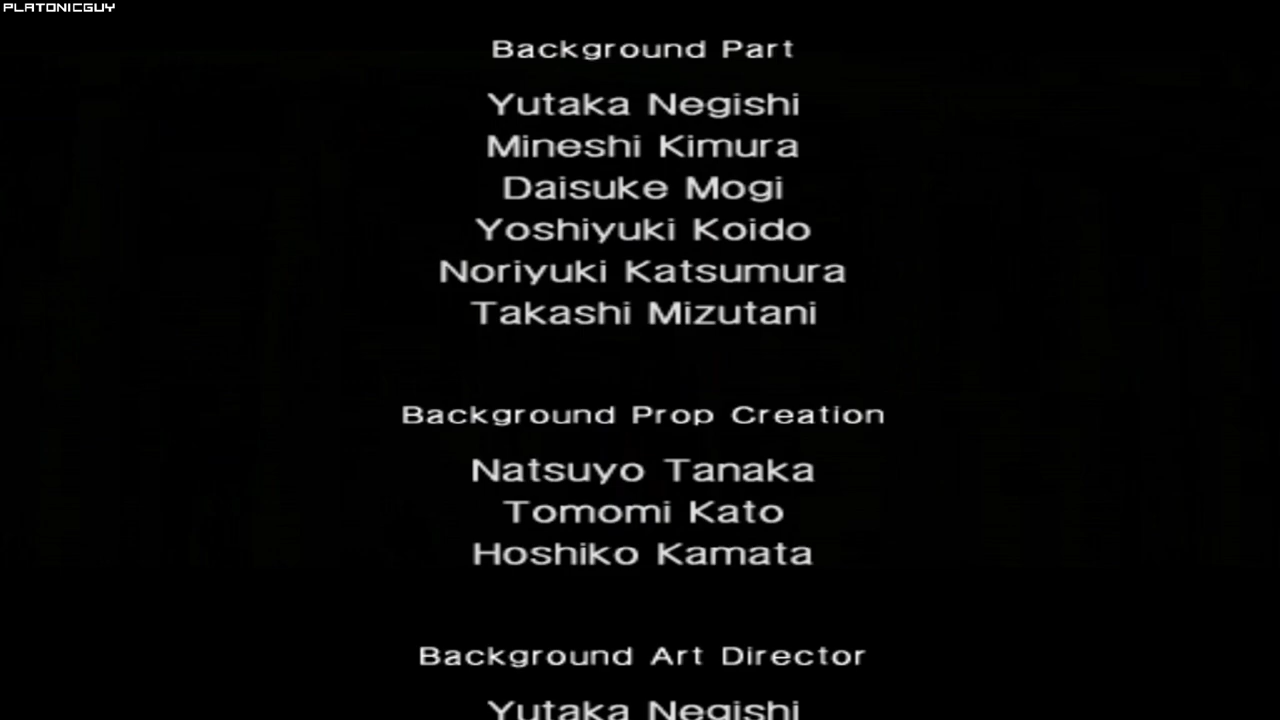 PLATONICGUY
Background Part
Yutaka Negishi
Mineshi Kimura
Daisuke Mogi
Yoshiyuki Koido
Noriyuki Katsumura
Takashi Mizutani
Background Prop Creation
Natsuyo Tanaka
Tomomi Kato
Hoshiko Kamata
Background Art Director
Yutaka Negishi